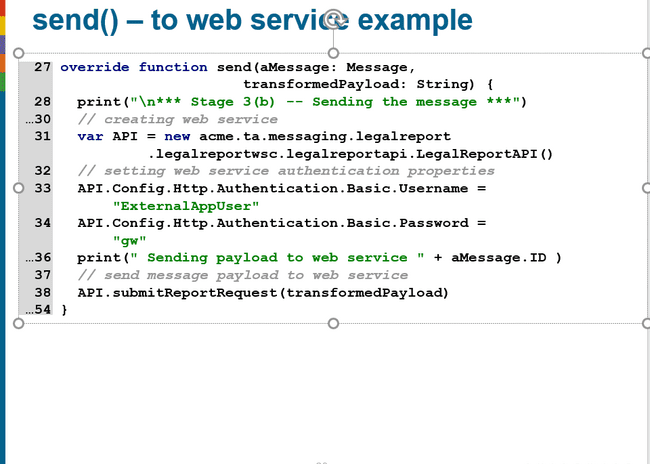 send() – to web service example
27 override function send(aMessage: Message,
transformedPayload: String) {
28 print("\n*** Stage 3(b) -- Sending the message ***")
…30 // creating web service
31 var API = new acme.ta.messaging.legalreport
.legalreportwsc.legalreportapi.LegalReportAPI()
32 // setting web service authentication properties
33 API.Config.Http.Authentication.Basic.Username =
"ExternalAppUser"
34 API.Config.Http.Authentication.Basic.Password =
"gw"
…36 print(" Sending payload to web service " + aMessage.ID )
37 // send message payload to web service
38 API.submitReportRequest(transformedPayload)
…54 }